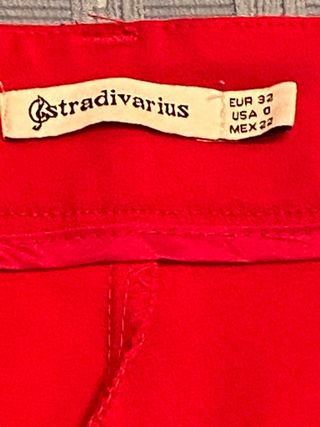 stradivarius
EUR 32
USA 0
MEX 22